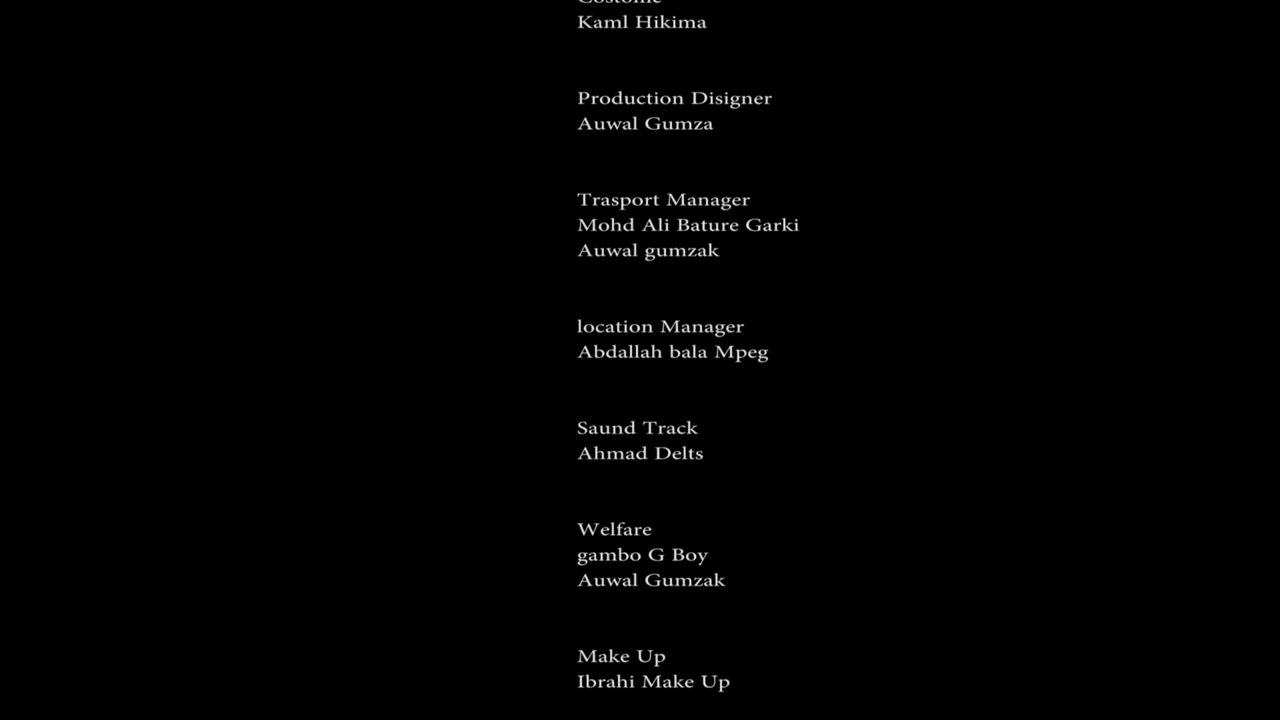 Kaml Hikima
Production Disigner
Auwal Gumza
Trasport Manager
Mohd Ali Bature Garki
Auwal gumzak
location Manager
Abdallah bala Mpeg
Saund Track
Ahmad Delts
Welfare
gambo G Boy
Auwal Gumzak
Make Up
Ibrahi Make Up